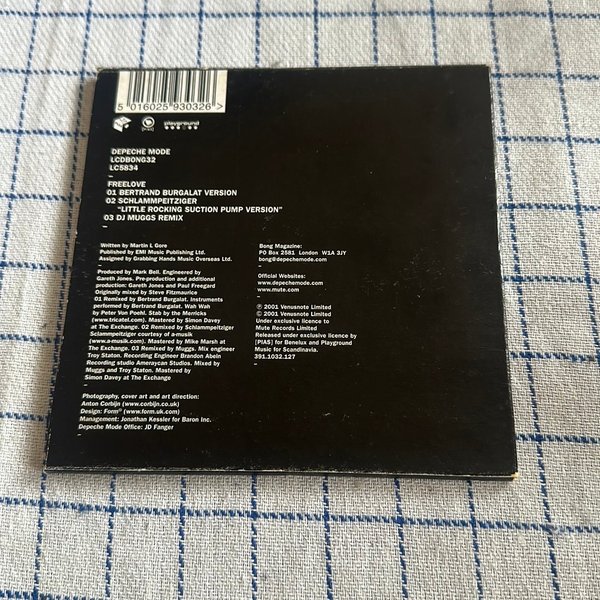 5 016025 930326 >
[PIAS]
playground
DEPECHE MODE
LCDBONG32
LC5834
–
FREELOVE
01 BERTRAND BURGALAT VERSION
02 SCHLAMMPEITZIGER
"LITTLE ROCKING SUCTION PUMP VERSION"
03 DJ MUGGS REMIX
–
Written by Martin L Gore
Published by EMI Music Publishing Ltd.
Assigned by Grabbing Hands Music Overseas Ltd.
–
Produced by Mark Bell. Engineered by
Gareth Jones. Pre-production and additional
production: Gareth Jones and Paul Freegard
Originally mixed by Steve Fitzmaurice
01 Remixed by Bertrand Burgalat. Instruments
performed by Bertrand Burgalat. Wah Wah
by Peter Von Poehl. Stab by the Merricks
(www.tricatel.com). Mastered by Simon Davey
at The Exchange. 02 Remixed by Schlammpeitziger
Schlammpeitziger courtesy of a-musik
(www.a-musik.com). Mastered by Mike Marsh at
The Exchange. 03 Remixed by Muggs. Mix engineer
Troy Staton. Recording Engineer Brandon Abeln
Recording studio Ameraycan Studios. Mixed by
Muggs and Troy Staton. Mastered by
Simon Davey at The Exchange
–
Photography, cover art and art direction:
Anton Corbijn (www.corbijn.co.uk)
Design: Form® (www.form.uk.com)
Management: Jonathan Kessler for Baron Inc.
Depeche Mode Office: JD Fanger
Bong Magazine:
PO Box 2581 London W1A 3JY
bong@depechemode.com
–
Official Websites:
www.depechemode.com
www.mute.com
–
℗ 2001 Venusnote Limited
© 2001 Venusnote Limited
Under exclusive licence to
Mute Records Limited
Released under exclusive licence by
[PIAS] for Benelux and Playground
Music for Scandinavia.
391.1032.127
–